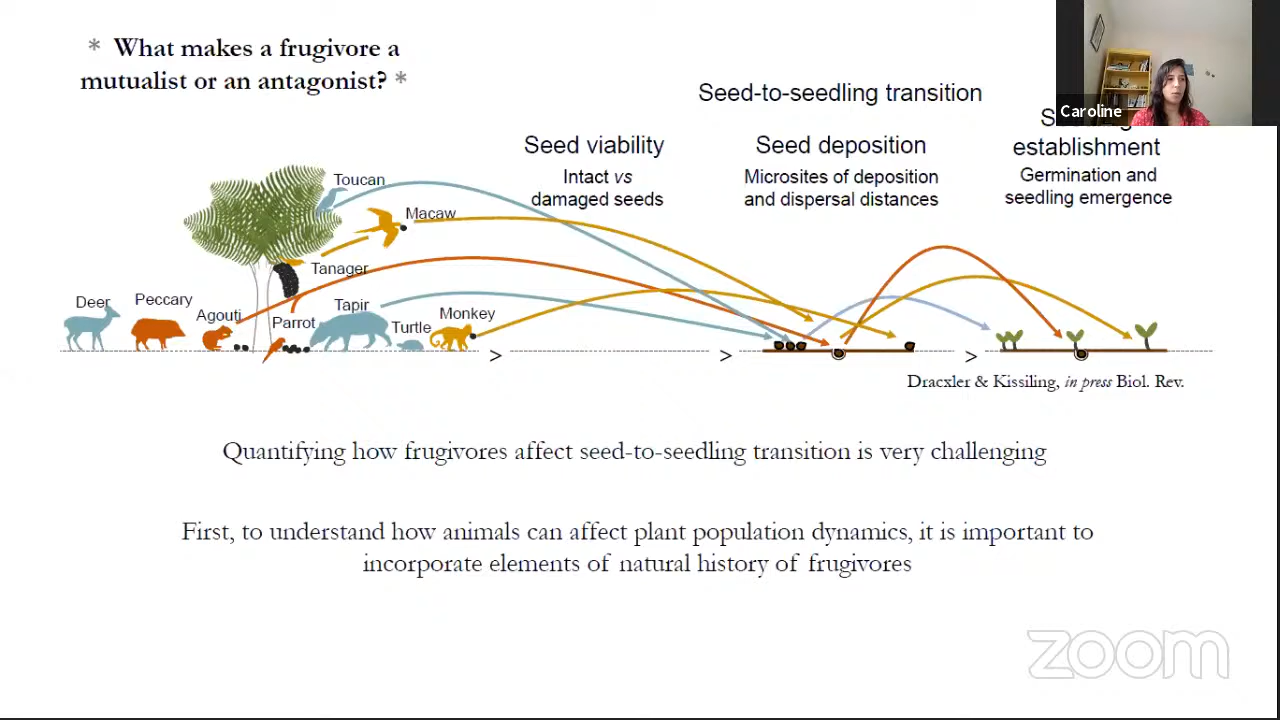 * What makes a frugivore a
mutualist or an antagonist? *
Caroline
Seed-to-seedling transition
Seed viability
Intact vs
damaged seeds
Seed deposition
Microsites of deposition
and dispersal distances
establishment
Germination and
seedling emergence
Toucan
Macaw
Tanager
Deer
Peccary
Agouti
Parrot
Tapir
Turtle
Monkey
>
>
>
Dracxler & Kissiling, in press Biol. Rev.
Quantifying how frugivores affect seed-to-seedling transition is very challenging
First, to understand how animals can affect plant population dynamics, it is important to
incorporate elements of natural history of frugivores
zoom